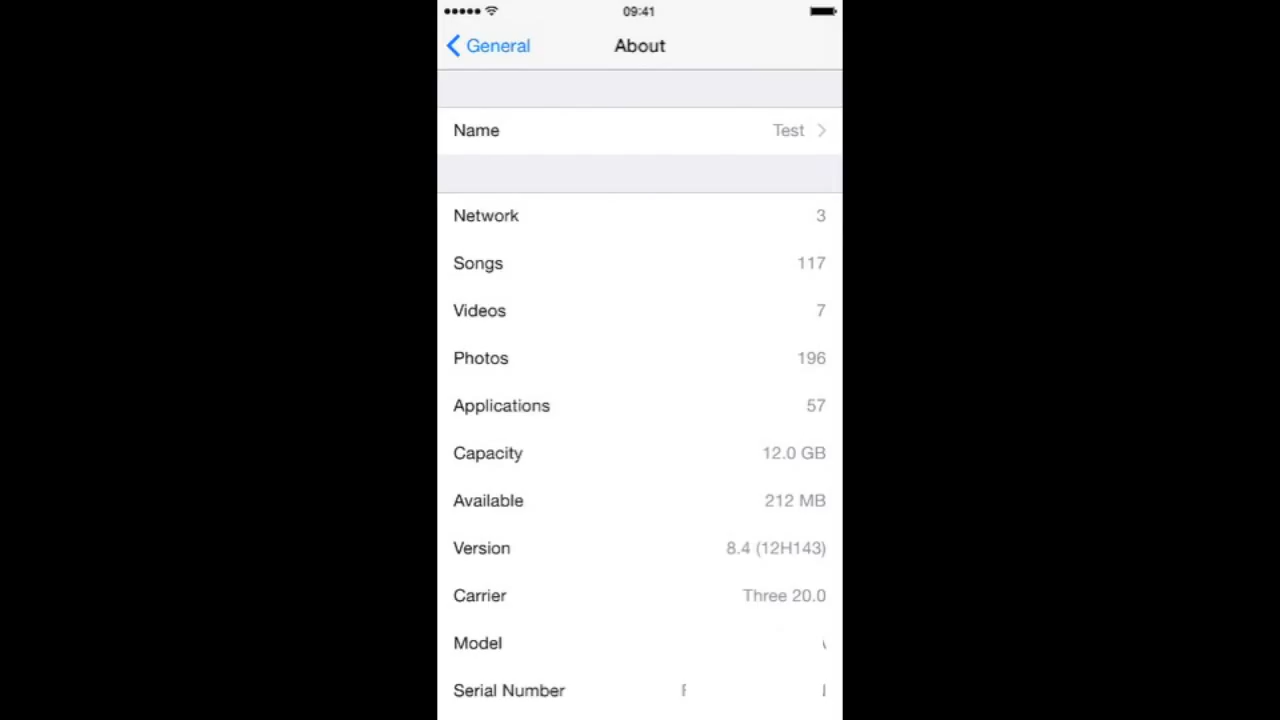 09:41
General About
Name Test
Network 3
Songs 117
Videos 7
Photos 196
Applications 57
Capacity 12.0 GB
Available 212 MB
Version 8.4 (12H143)
Carrier Three 20.0
Model
Serial Number